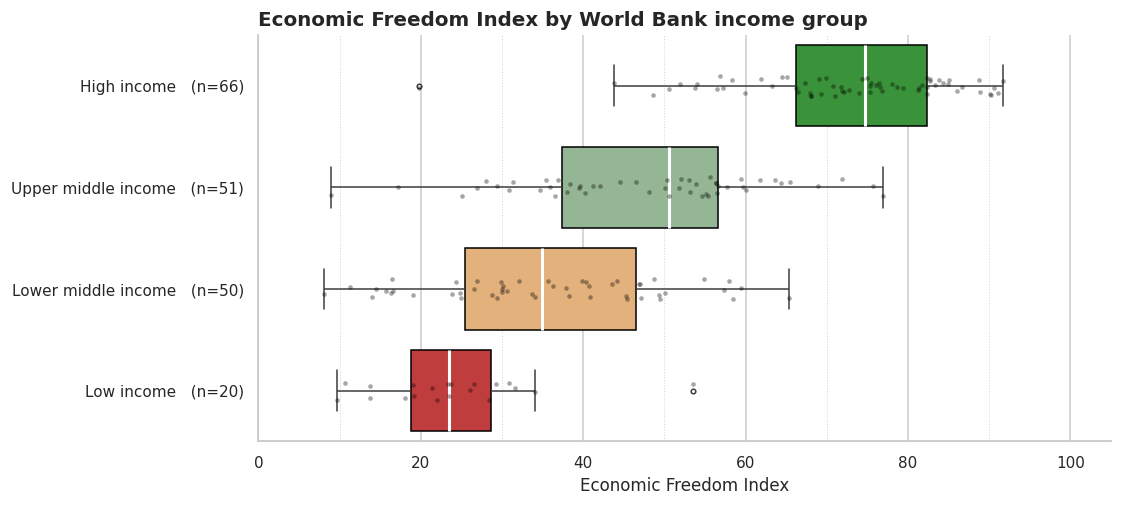 Economic Freedom Index by World Bank income group
High income   (n=66)
Upper middle income   (n=51)
Lower middle income   (n=50)
Low income   (n=20)
0 20 40 60 80 100
Economic Freedom Index